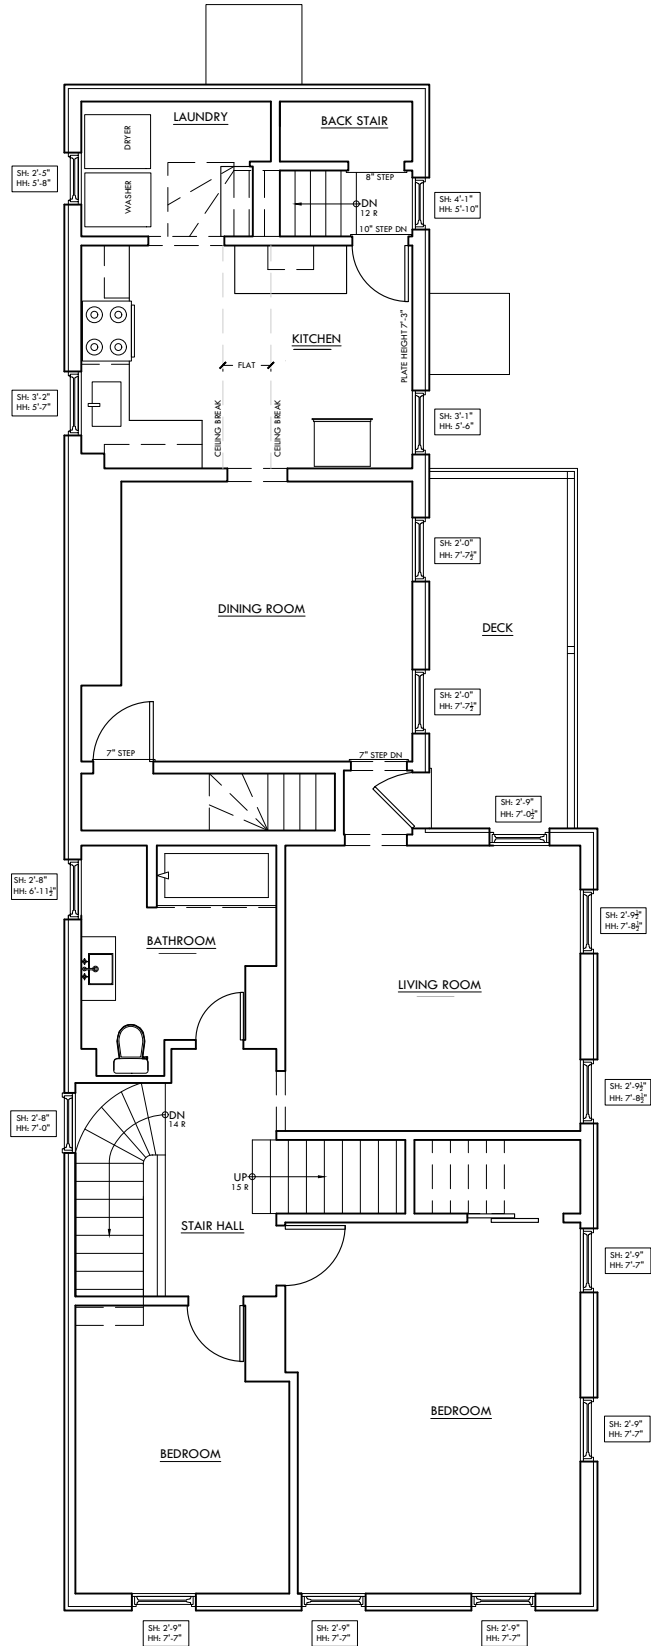 LAUNDRY
BACK STAIR
DRYER
WASHER
SH: 2'-5"
HH: 5'-8"
8" STEP
DN
12 R
10" STEP DN
SH: 4'-1"
HH: 5'-10"
KITCHEN
PLATE HEIGHT 7'-3"
FLAT
CEILING BREAK
CEILING BREAK
SH: 3'-2"
HH: 5'-7"
SH: 3'-1"
HH: 5'-6"
SH: 2'-0"
HH: 7'-7½"
DINING ROOM
DECK
SH: 2'-0"
HH: 7'-7½"
7" STEP
7" STEP DN
SH: 2'-9"
HH: 7'-0½"
SH: 2'-8"
HH: 6'-11½"
SH: 2'-9½"
HH: 7'-8½"
BATHROOM
LIVING ROOM
SH: 2'-9½"
HH: 7'-8½"
SH: 2'-8"
HH: 7'-0"
DN
14 R
UP
15 R
STAIR HALL
SH: 2'-9"
HH: 7'-7"
BEDROOM
SH: 2'-9"
HH: 7'-7"
BEDROOM
SH: 2'-9"
HH: 7'-7"
SH: 2'-9"
HH: 7'-7"
SH: 2'-9"
HH: 7'-7"